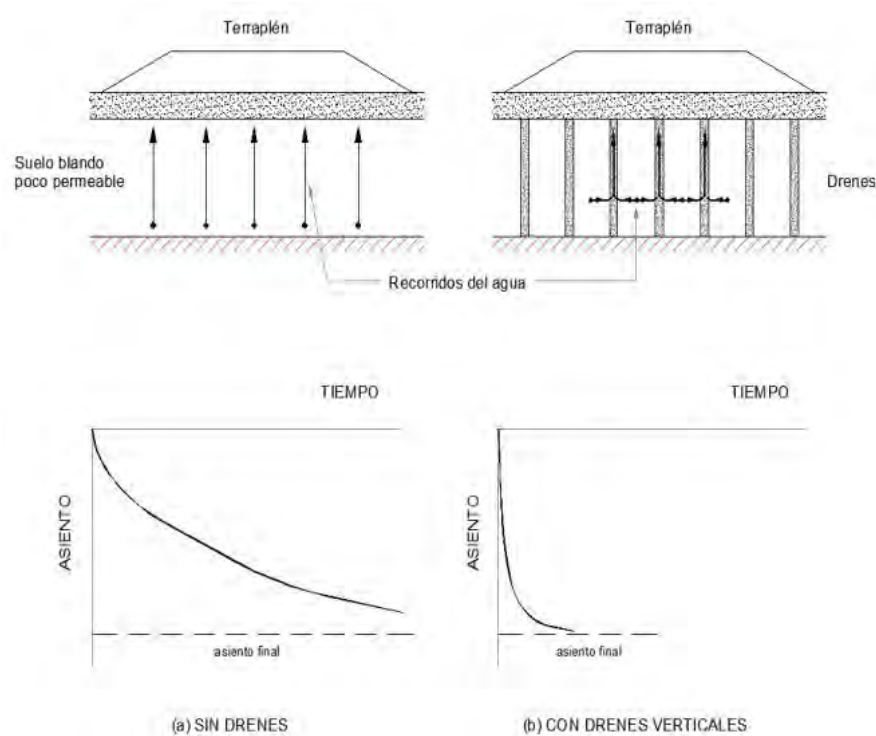 Terraplén
Terraplén
Suelo blando
poco permeable
Drenes
Recorridos del agua
TIEMPO
TIEMPO
ASIENTO
ASIENTO
asiento final
asiento final
(a) SIN DRENES
(b) CON DRENES VERTICALES